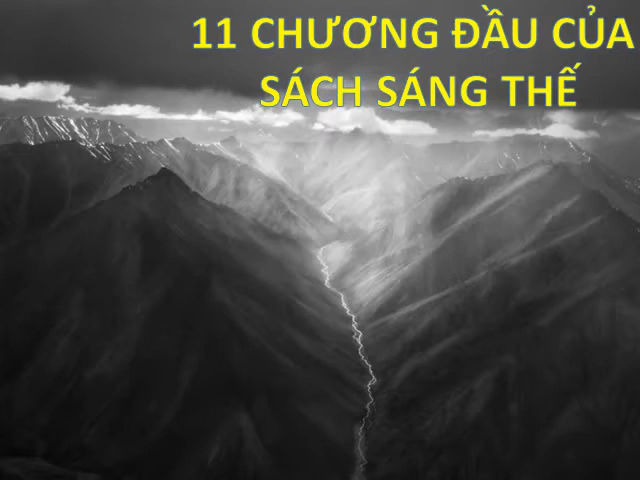 11 CHƯƠNG ĐẦU CỦA
SÁCH SÁNG THẾ